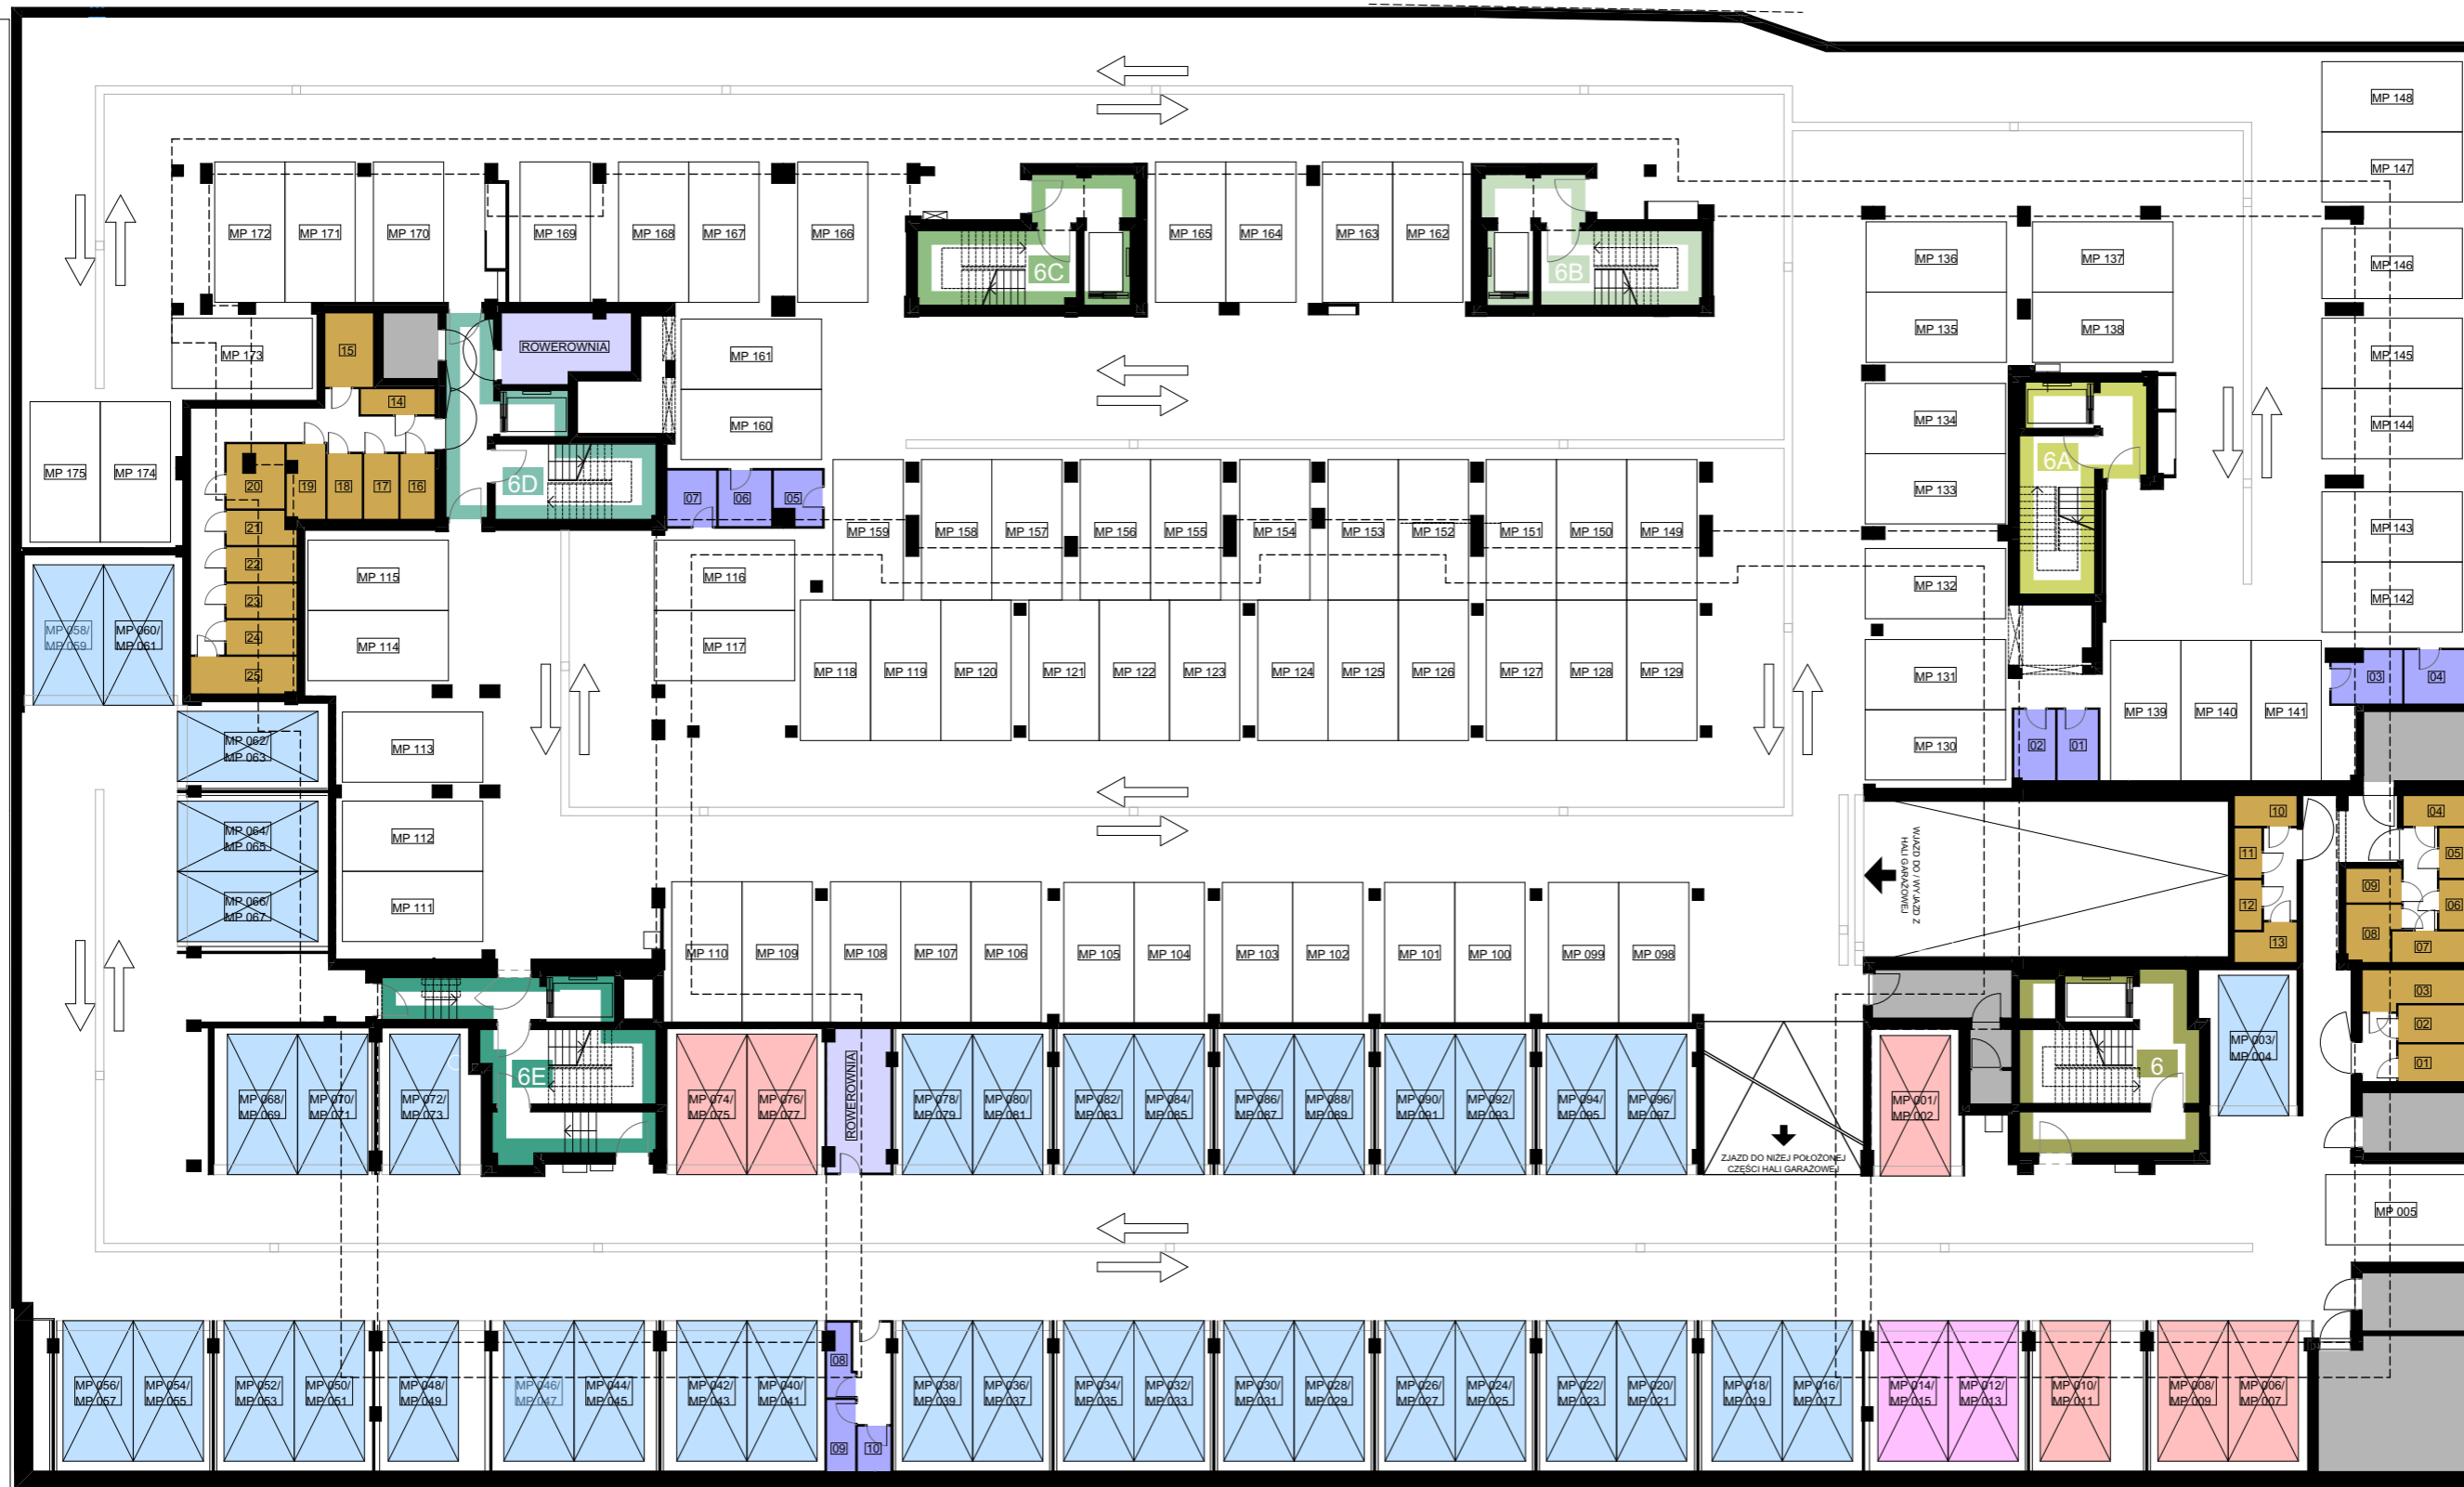 MP 148
MP 147
MP 172
MP 171
MP 170
MP 169
MP 168
MP 167
MP 166
6C
MP 165
MP 164
MP 163
MP 162
6B
MP 136
MP 137
MP 146
MP 135
MP 138
MP 145
MP 173
15
ROWEROWNIA
MP 161
14
MP 160
MP 134
MP 144
MP 175
MP 174
20
19
18
17
16
6D
07
06
05
6A
MP 133
MP 159
MP 158
MP 157
MP 156
MP 155
MP 154
MP 153
MP 152
MP 151
MP 150
MP 149
MP 143
21
22
23
24
25
MP 115
MP 116
MP 132
MP 142
MP 058/
MP 059
MP 060/
MP 061
MP 114
MP 117
MP 118
MP 119
MP 120
MP 121
MP 122
MP 123
MP 124
MP 125
MP 126
MP 127
MP 128
MP 129
MP 131
03
04
MP 139
MP 140
MP 141
MP 130
02
01
MP 062/
MP 063
MP 113
MP 064/
MP 065
MP 112
MP 066/
MP 067
MP 111
WJAZD DO / WYJAZD Z
HALI GARAŻOWEJ
10
11
12
13
04
05
09
06
08
07
MP 110
MP 109
MP 108
MP 107
MP 106
MP 105
MP 104
MP 103
MP 102
MP 101
MP 100
MP 099
MP 098
03
02
01
MP 003/
MP 004
6
6E
MP 068/
MP 069
MP 070/
MP 071
MP 072/
MP 073
MP 074/
MP 075
MP 076/
MP 077
ROWEROWNIA
MP 078/
MP 079
MP 080/
MP 081
MP 082/
MP 083
MP 084/
MP 085
MP 086/
MP 087
MP 088/
MP 089
MP 090/
MP 091
MP 092/
MP 093
MP 094/
MP 095
MP 096/
MP 097
ZJAZD DO NIŻEJ POŁOŻONEJ
CZĘŚCI HALI GARAŻOWEJ
MP 001/
MP 002
MP 005
MP 056/
MP 057
MP 054/
MP 055
MP 052/
MP 053
MP 050/
MP 051
MP 048/
MP 049
MP 046/
MP 047
MP 044/
MP 045
MP 042/
MP 043
MP 040/
MP 041
08
09
10
MP 038/
MP 039
MP 036/
MP 037
MP 034/
MP 035
MP 032/
MP 033
MP 030/
MP 031
MP 028/
MP 029
MP 026/
MP 027
MP 024/
MP 025
MP 022/
MP 023
MP 020/
MP 021
MP 018/
MP 019
MP 016/
MP 017
MP 014/
MP 015
MP 012/
MP 013
MP 010/
MP 011
MP 008/
MP 009
MP 006/
MP 007